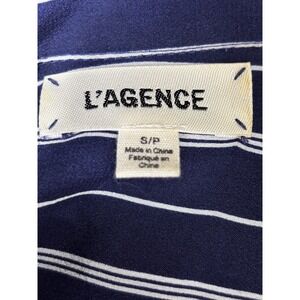 L'AGENCE
S/P
Made in China
Fabriqué en
Chine